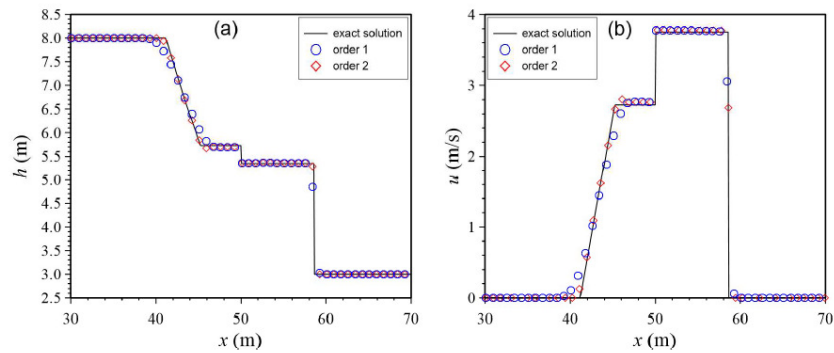 8.5
8.0
7.5
7.0
6.5
6.0
5.5
5.0
4.5
4.0
3.5
3.0
2.5
h (m)
(a)
exact solution
order 1
order 2
30 40 50 60 70
x (m)
4
3
2
1
0
u (m/s)
exact solution
order 1
order 2
(b)
30 40 50 60 70
x (m)